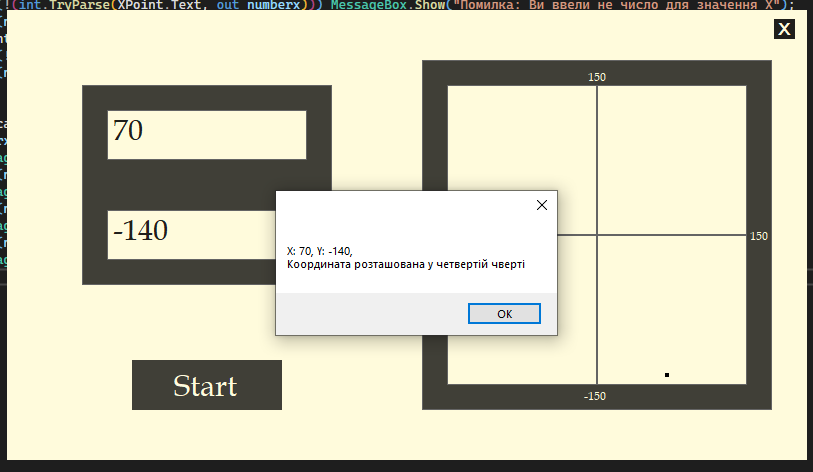 (!(int.TryParse(XPoint.Text, out numberx))) MessageBox.Show("Помилка: Ви ввели не число для значення X");
X
150
70
-140
150
X: 70, Y: -140,
Координата розташована у четвертій чверті
OK
Start
-150